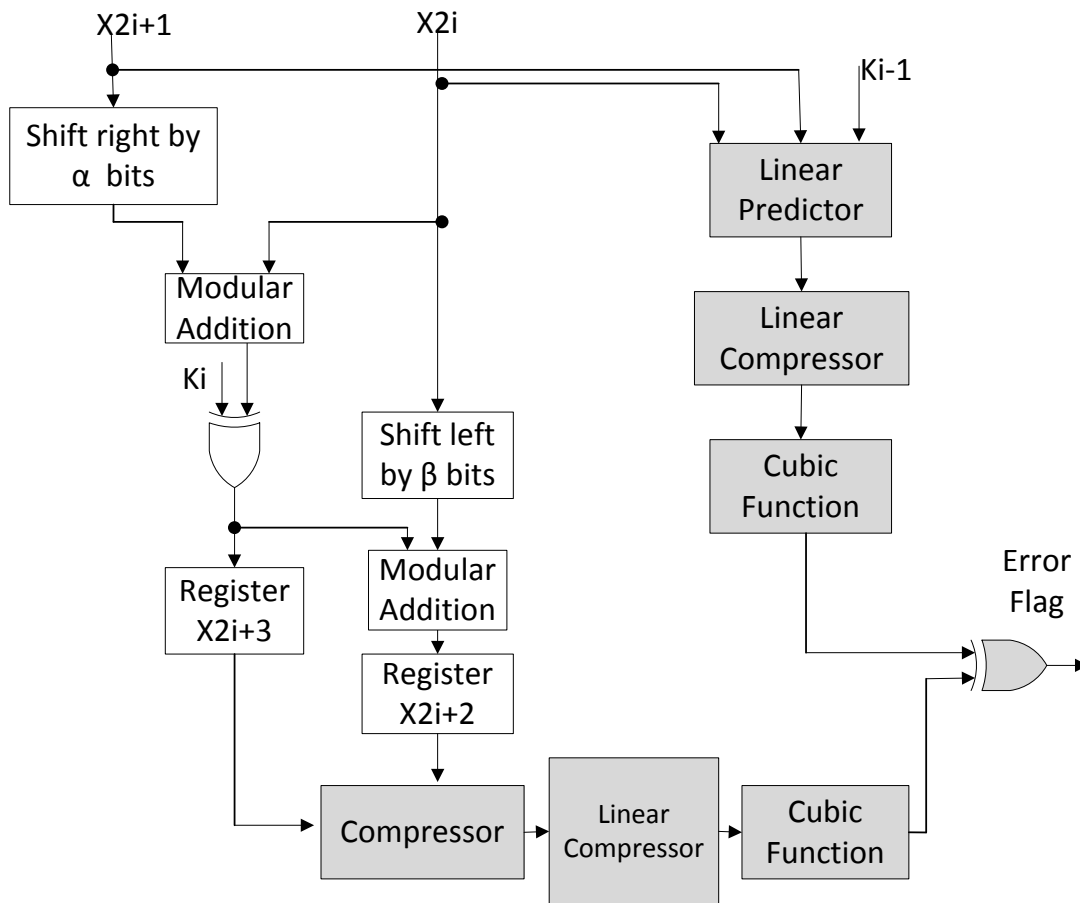 X2i+1
X2i
Ki-1
Shift right by
α bits
Linear
Predictor
Modular
Addition
Linear
Compressor
Ki
Shift left
by β bits
Cubic
Function
Modular
Addition
Error
Flag
Register
X2i+3
Register
X2i+2
Compressor
Linear
Compressor
Cubic
Function